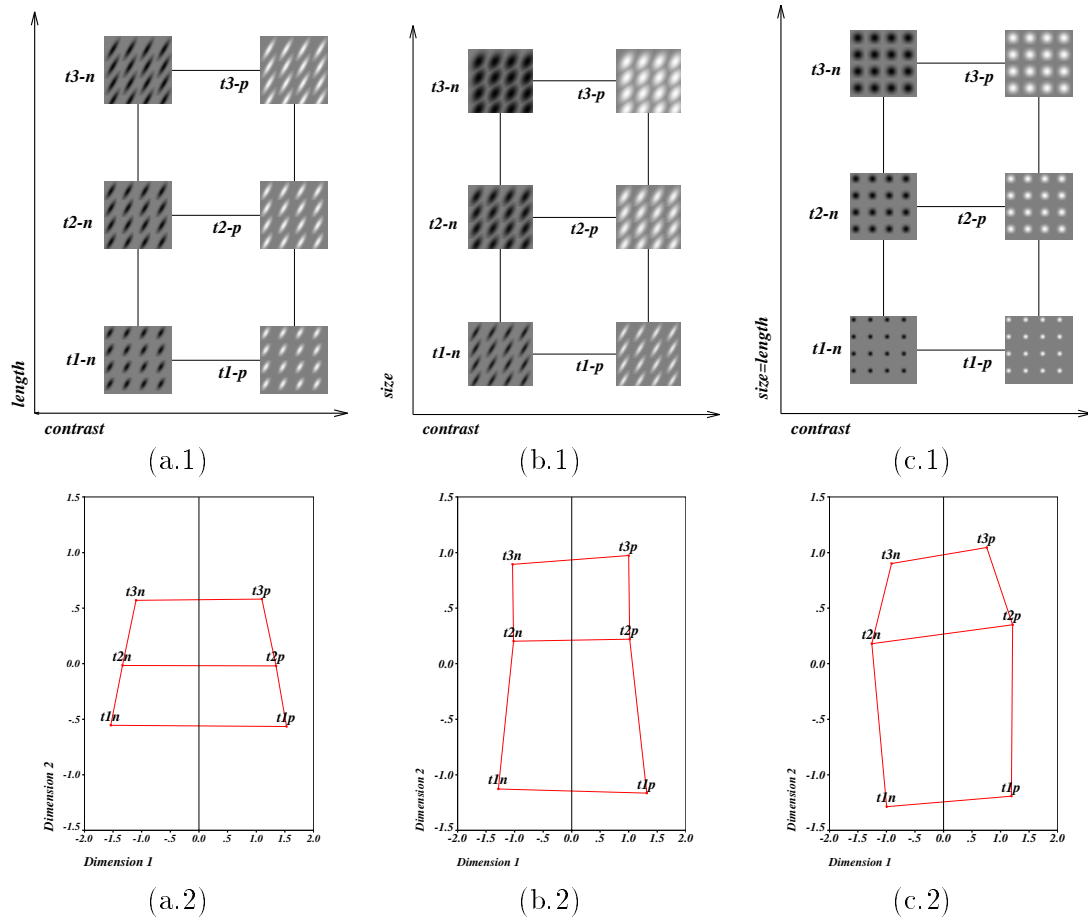 t3-n
t3-p
t2-n
t2-p
t1-n
t1-p
length
contrast
(a.1)
t3-n
t3-p
t2-n
t2-p
t1-n
t1-p
size
contrast
(b.1)
t3-n
t3-p
t2-n
t2-p
t1-n
t1-p
size=length
contrast
(c.1)
1.5
1.0
.5
0.0
-.5
-1.0
-1.5
t3n
t3p
t2n
t2p
t1n
t1p
-2.0 -1.5 -1.0 -.5 0.0 .5 1.0 1.5 2.0
Dimension 2
Dimension 1
(a.2)
1.5
1.0
.5
0.0
-.5
-1.0
-1.5
t3n
t3p
t2n
t2p
t1n
t1p
-2.0 -1.5 -1.0 -.5 0.0 .5 1.0 1.5 2.0
Dimension 2
Dimension 1
(b.2)
1.5
1.0
.5
0.0
-.5
-1.0
-1.5
t3n
t3p
t2n
t2p
t1n
t1p
-2.0 -1.5 -1.0 -.5 0.0 .5 1.0 1.5 2.0
Dimension 2
Dimension 1
(c.2)